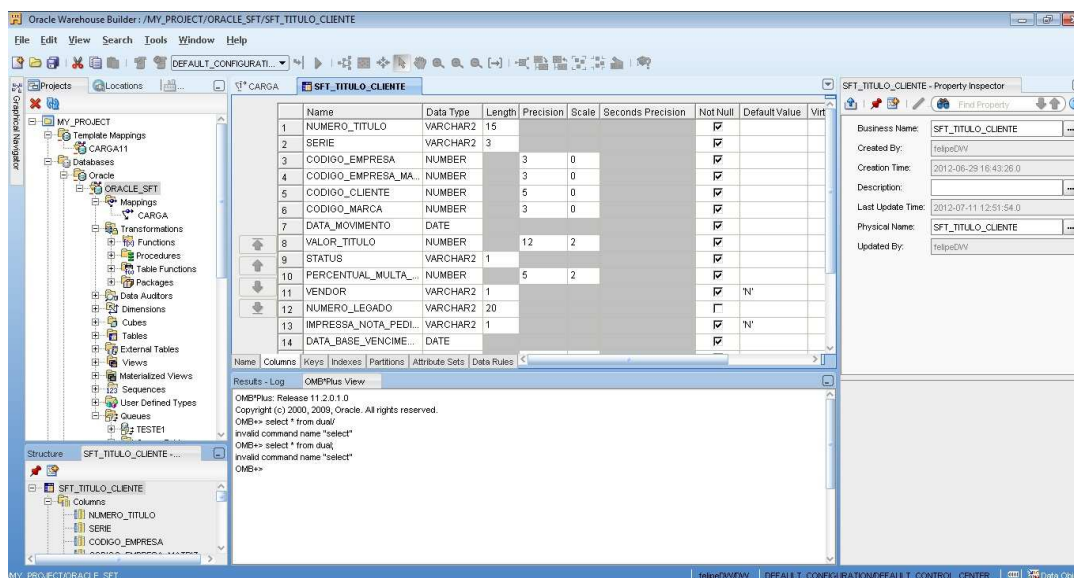 Oracle Warehouse Builder : /MY_PROJECT/ORACLE_SFT/SFT_TITULO_CLIENTE
File Edit View Search Tools Window Help
DEFAULT_CONFIGURATI...
Projects
Locations
Graphical Navigator
MY_PROJECT
Template Mappings
CARGA11
Databases
Oracle
ORACLE_SFT
Mappings
CARGA
Transformations
Functions
Procedures
Table Functions
Packages
Data Auditors
Dimensions
Cubes
Tables
External Tables
Views
Materialized Views
Sequences
User Defined Types
Queues
TESTE1
Structure SFT_TITULO_CLIENTE -...
SFT_TITULO_CLIENTE
Columns
NUMERO_TITULO
SERIE
CODIGO_EMPRESA
CODIGO_EMPRESA_MATRIZ
CARGA SFT_TITULO_CLIENTE
Name Data Type Length Precision Scale Seconds Precision Not Null Default Value Virt
1 NUMERO_TITULO VARCHAR2 15
2 SERIE VARCHAR2 3
3 CODIGO_EMPRESA NUMBER 3 0
4 CODIGO_EMPRESA_MA... NUMBER 3 0
5 CODIGO_CLIENTE NUMBER 5 0
6 CODIGO_MARCA NUMBER 3 0
7 DATA_MOVIMENTO DATE
8 VALOR_TITULO NUMBER 12 2
9 STATUS VARCHAR2 1
10 PERCENTUAL_MULTA_... NUMBER 5 2
11 VENDOR VARCHAR2 1 'N'
12 NUMERO_LEGADO VARCHAR2 20
13 IMPRESSA_NOTA_PEDI... VARCHAR2 1 'N'
14 DATA_BASE_VENCIME... DATE
Name Columns Keys Indexes Partitions Attribute Sets Data Rules
Results - Log OMB*Plus View
OMB*Plus: Release 11.2.0.1.0
Copyright (c) 2000, 2009, Oracle. All rights reserved.
OMB+> select * from dual/
invalid command name "select"
OMB+> select * from dual;
invalid command name "select"
OMB+>
SFT_TITULO_CLIENTE - Property Inspector
Find Property
Business Name: SFT_TITULO_CLIENTE
Created By: felipeDW
Creation Time: 2012-06-29 16:43:26.0
Description:
Last Update Time: 2012-07-11 12:51:54.0
Physical Name: SFT_TITULO_CLIENTE
Updated By: felipeDW
MY_PROJECT/ORACLE_SFT
felipeDW/DW DEFAULT_CONFIGURATION/DEFAULT_CONTROL_CENTER Data Obj